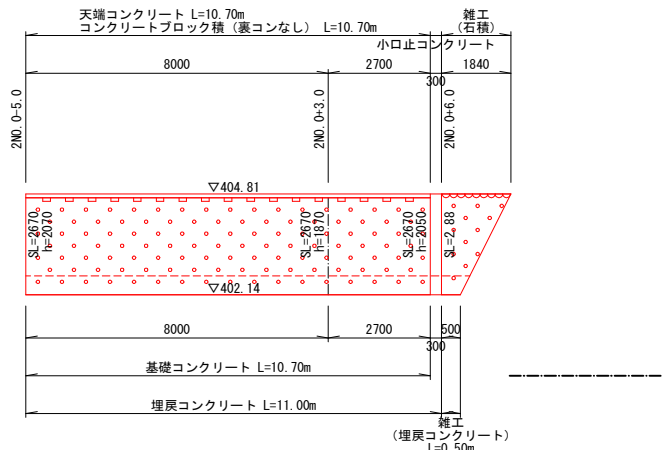 天端コンクリート L=10.70m
コンクリートブロック積（裏コンなし） L=10.70m
雑工
（石積）
小口止コンクリート
8000
2700
300
1840
2NO.0-5.0
2NO.0+3.0
2NO.0+6.0
▽404.81
SL=2670
h=2070
SL=2670
h=1870
SL=2670
h=2050
SL=2.88
▽402.14
8000
2700
300
500
基礎コンクリート L=10.70m
埋戻コンクリート L=11.00m
雑工
（埋戻コンクリート）
L=0.50m